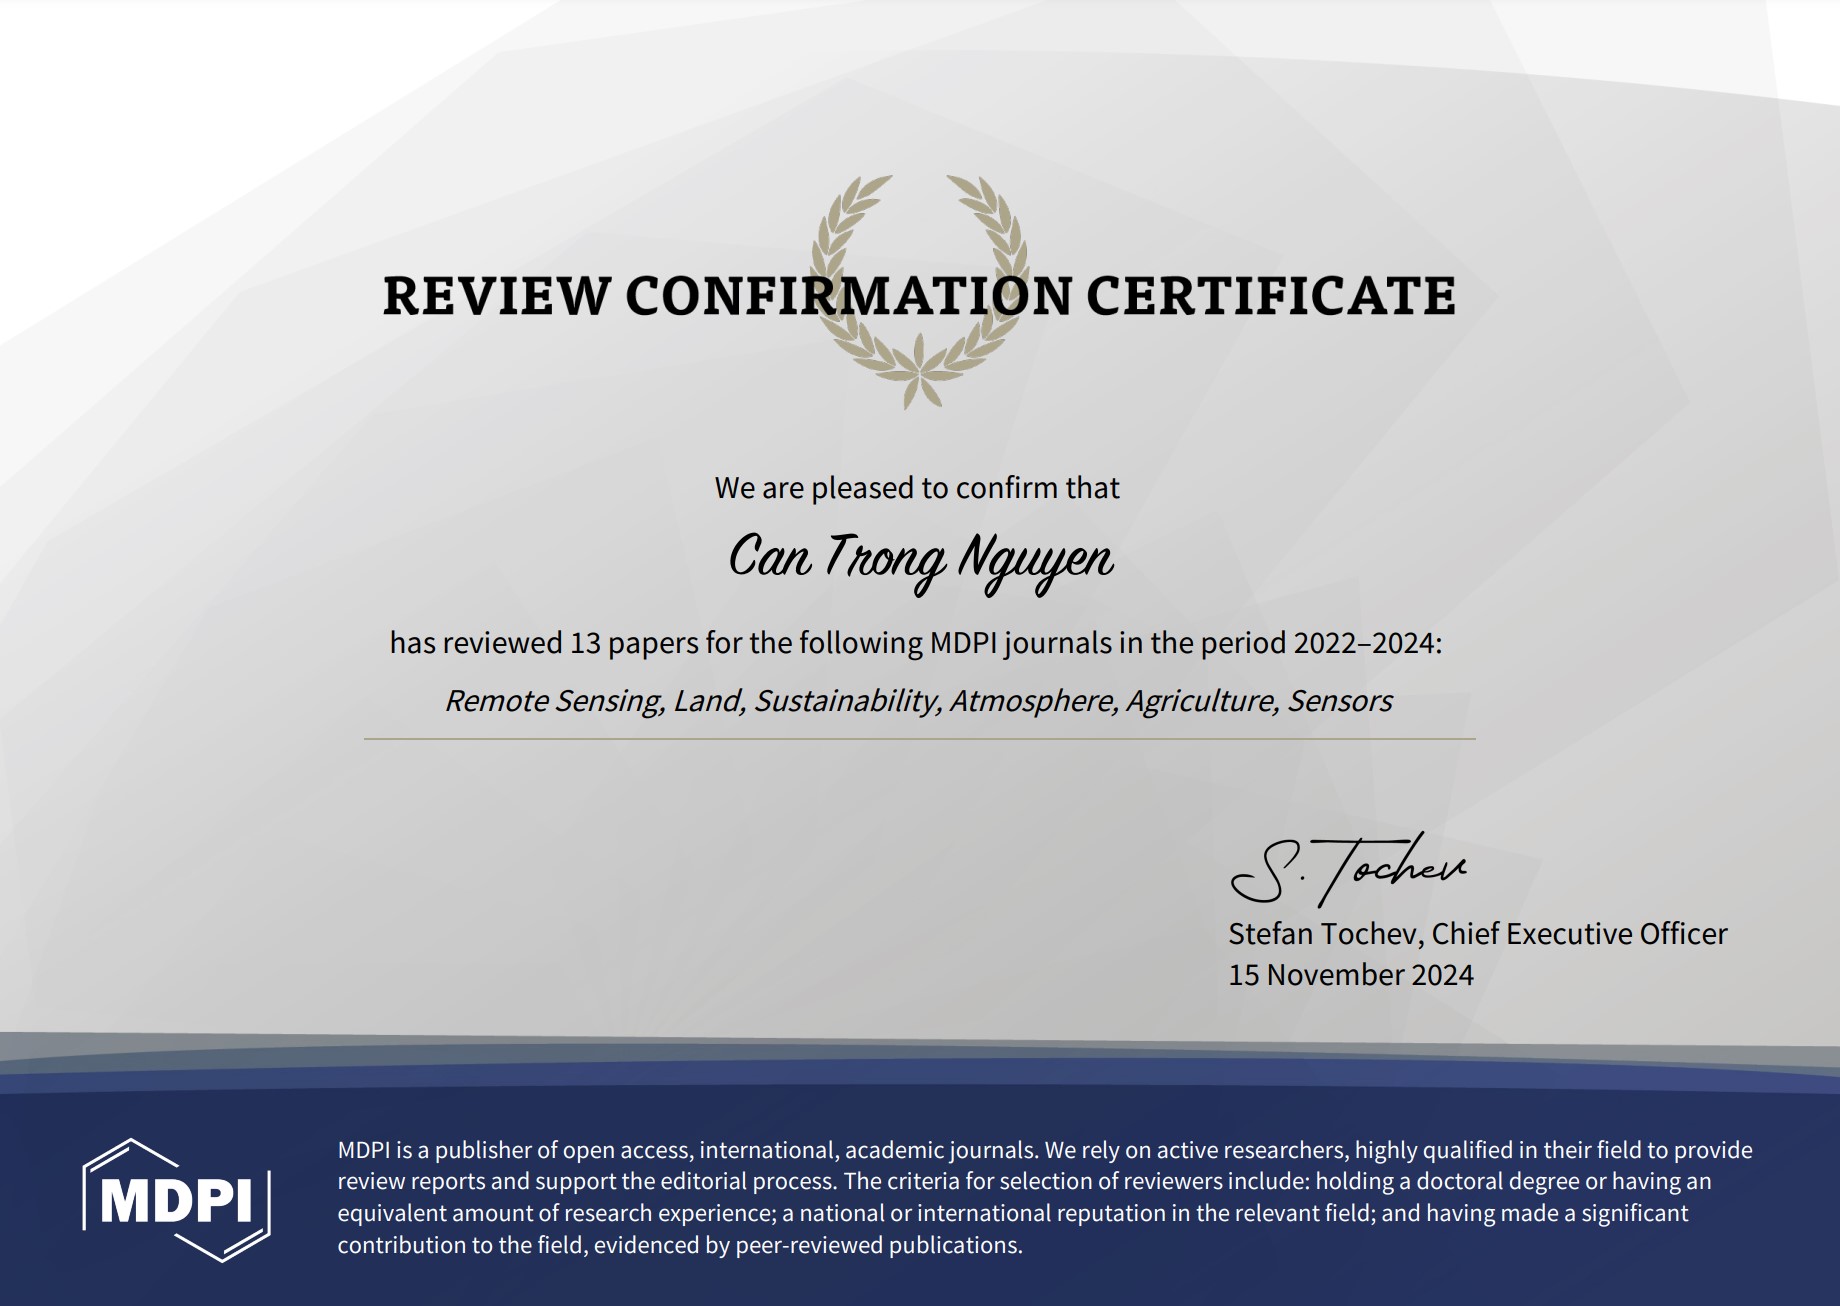 REVIEW CONFIRMATION CERTIFICATE
We are pleased to confirm that
Can Trong Nguyen
has reviewed 13 papers for the following MDPI journals in the period 2022–2024:
Remote Sensing, Land, Sustainability, Atmosphere, Agriculture, Sensors
S. Tochev
Stefan Tochev, Chief Executive Officer
15 November 2024
MDPI
MDPI is a publisher of open access, international, academic journals. We rely on active researchers, highly qualified in their field to provide
review reports and support the editorial process. The criteria for selection of reviewers include: holding a doctoral degree or having an
equivalent amount of research experience; a national or international reputation in the relevant field; and having made a significant
contribution to the field, evidenced by peer-reviewed publications.